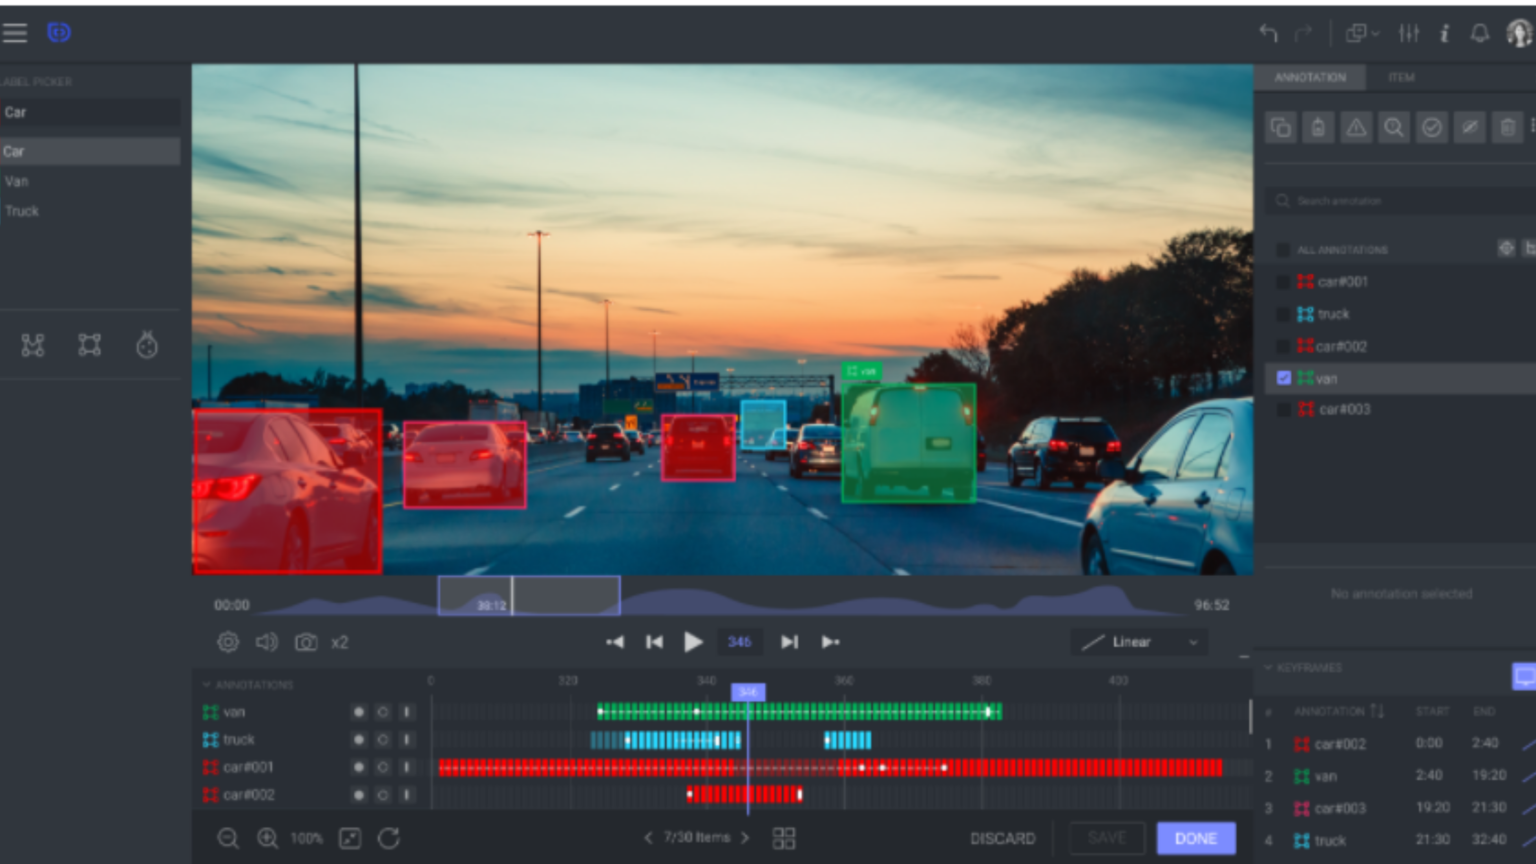 LABEL PICKER
Car
Car
Van
Truck
van
00:00
38:12
96:52
x2
346
Linear
ANNOTATIONS
0
320
340
360
380
400
346
van
truck
car#001
car#002
100%
7/30 Items
DISCARD
SAVE
DONE
ANNOTATION
ITEM
Search annotation
ALL ANNOTATIONS
car#001
truck
car#002
van
car#003
No annotation selected
KEYFRAMES
# ANNOTATION START END
1 car#002 0:00 2:40
2 van 2:40 19:20
3 car#003 19:20 21:30
4 truck 21:30 32:40